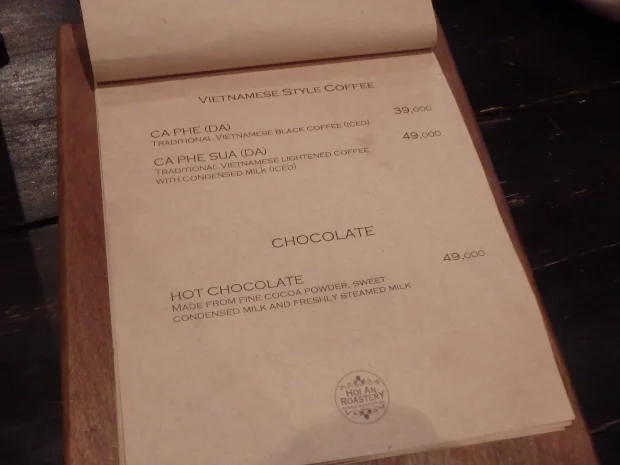 VIETNAMESE STYLE COFFEE
CA PHE (DA) 39,000
TRADITIONAL VIETNAMESE BLACK COFFEE (ICED)
CA PHE SUA (DA) 49,000
TRADITIONAL VIETNAMESE LIGHTENED COFFEE
WITH CONDENSED MILK (ICED)
CHOCOLATE
HOT CHOCOLATE 49,000
MADE FROM FINE COCOA POWDER, SWEET
CONDENSED MILK AND FRESHLY STEAMED MILK
HOI AN
ROASTERY